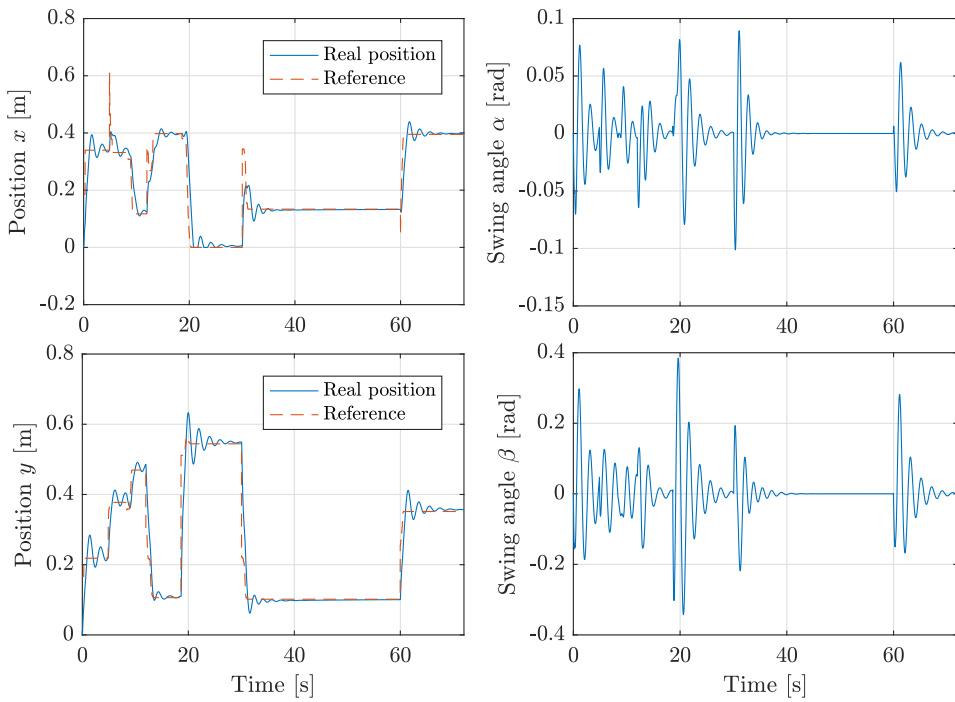 0.8
0.6
0.4
0.2
0
-0.2
Position x [m]
Real position
Reference
0 20 40 60
0.1
0.05
0
-0.05
-0.1
-0.15
Swing angle α [rad]
0 20 40 60
0.8
0.6
0.4
0.2
0
Position y [m]
Real position
Reference
0 20 40 60
Time [s]
0.4
0.2
0
-0.2
-0.4
Swing angle β [rad]
0 20 40 60
Time [s]